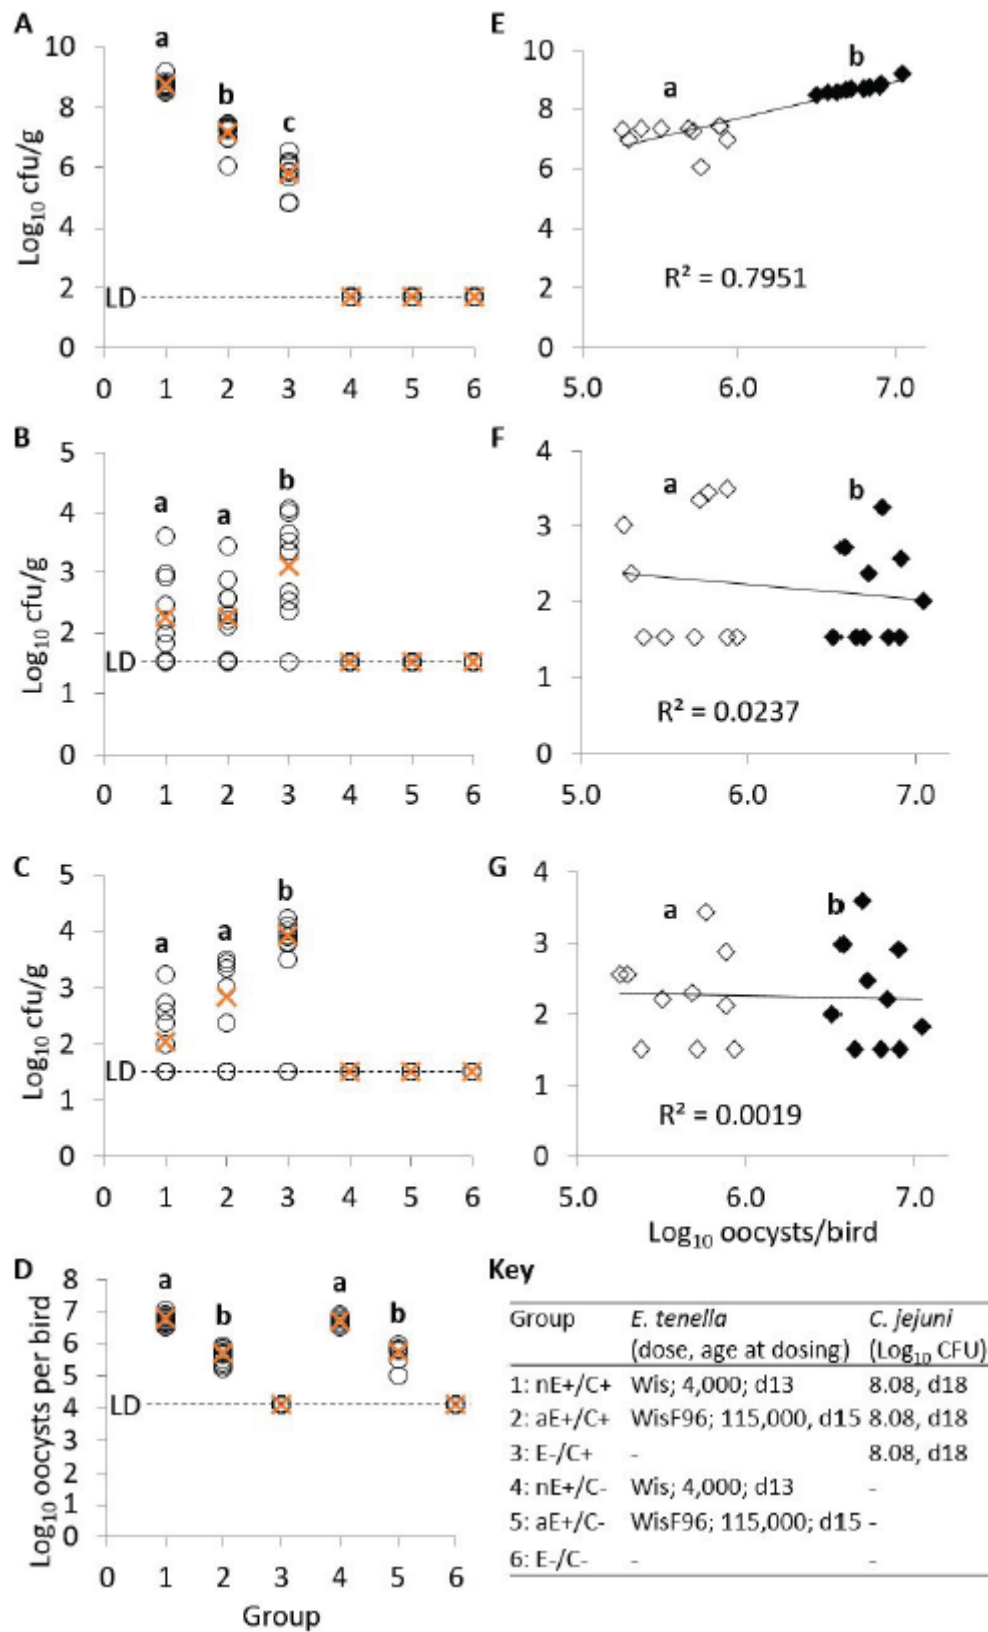 A
a
b
c
10
8
6
4
2
0
Log₁₀ cfu/g
LD
0 1 2 3 4 5 6
E
a
b
10
8
6
4
2
0
R² = 0.7951
5.0 6.0 7.0
B
a
a
b
5
4
3
2
1
0
Log₁₀ cfu/g
LD
0 1 2 3 4 5 6
F
a
b
4
3
2
1
0
R² = 0.0237
5.0 6.0 7.0
C
a
a
b
5
4
3
2
1
0
Log₁₀ cfu/g
LD
0 1 2 3 4 5 6
G
a
b
4
3
2
1
0
R² = 0.0019
5.0 6.0 7.0
Log₁₀ oocysts/bird
D
a
b
a
b
8
7
6
5
4
3
2
1
0
Log₁₀ oocysts per bird
LD
0 1 2 3 4 5 6
Group
Key
Group E. tenella C. jejuni
(dose, age at dosing) (Log₁₀ CFU)
1: nE+/C+ Wis; 4,000; d13 8.08, d18
2: aE+/C+ WisF96; 115,000, d15 8.08, d18
3: E-/C+ - 8.08, d18
4: nE+/C- Wis; 4,000; d13 -
5: aE+/C- WisF96; 115,000; d15 -
6: E-/C- - -